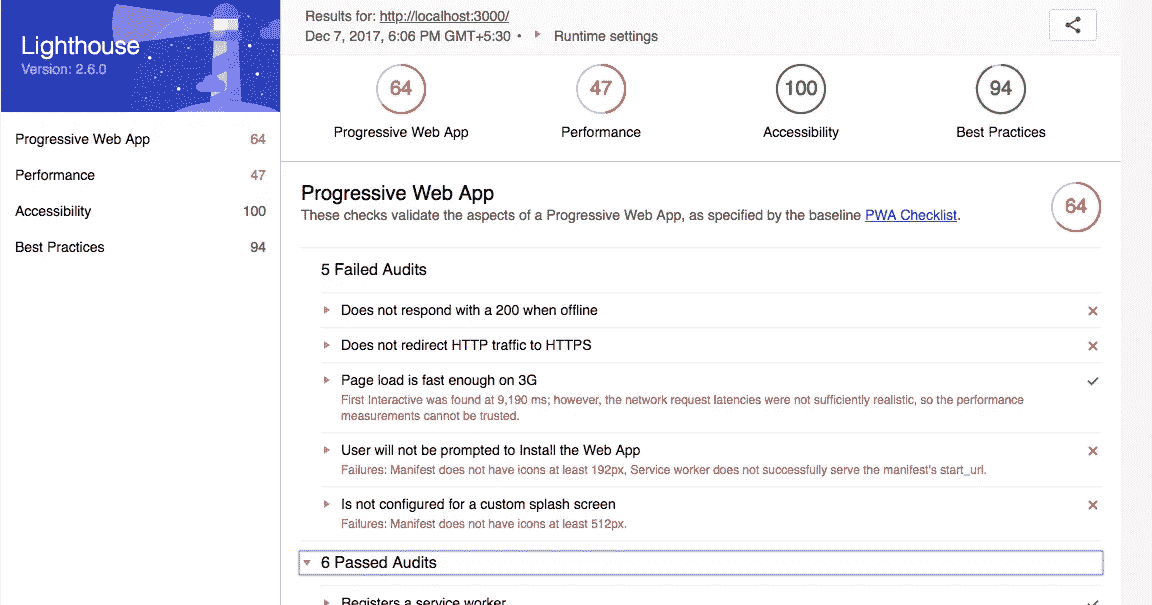 Lighthouse
Version: 2.6.0
Progressive Web App 64
Performance 47
Accessibility 100
Best Practices 94
Results for: http://localhost:3000/
Dec 7, 2017, 6:06 PM GMT+5:30 • Runtime settings
64 47 100 94
Progressive Web App Performance Accessibility Best Practices
Progressive Web App
These checks validate the aspects of a Progressive Web App, as specified by the baseline PWA Checklist.
64
5 Failed Audits
Does not respond with a 200 when offline
Does not redirect HTTP traffic to HTTPS
Page load is fast enough on 3G
First Interactive was found at 9,190 ms; however, the network request latencies were not sufficiently realistic, so the performance
measurements cannot be trusted.
User will not be prompted to Install the Web App
Failures: Manifest does not have icons at least 192px, Service worker does not successfully serve the manifest's start_url.
Is not configured for a custom splash screen
Failures: Manifest does not have icons at least 512px.
6 Passed Audits
Registers a service worker